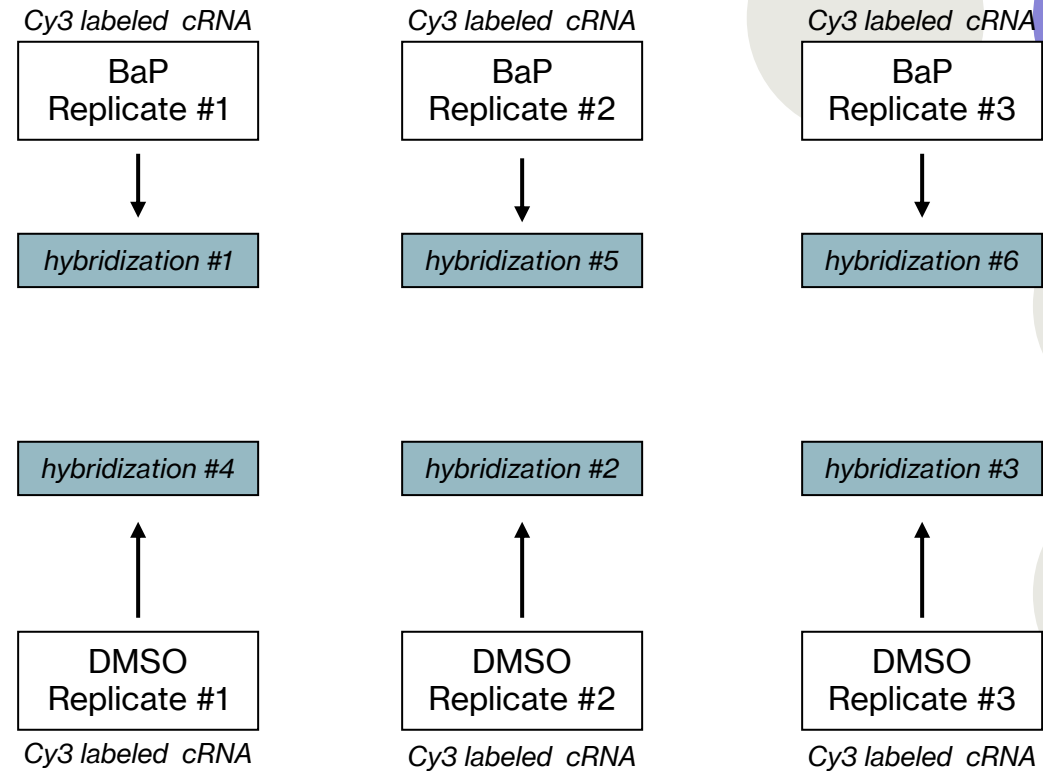 Cy3 labeled cRNA
Cy3 labeled cRNA
Cy3 labeled cRNA
BaP
Replicate #1
BaP
Replicate #2
BaP
Replicate #3
hybridization #1
hybridization #5
hybridization #6
hybridization #4
hybridization #2
hybridization #3
DMSO
Replicate #1
DMSO
Replicate #2
DMSO
Replicate #3
Cy3 labeled cRNA
Cy3 labeled cRNA
Cy3 labeled cRNA